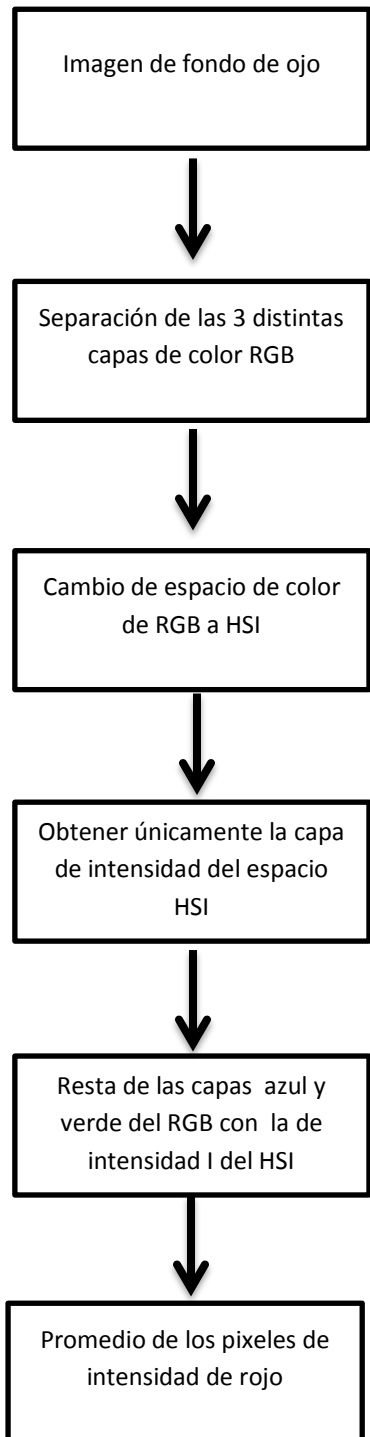 Imagen de fondo de ojo
Separación de las 3 distintas
capas de color RGB
Cambio de espacio de color
de RGB a HSI
Obtener únicamente la capa
de intensidad del espacio
HSI
Resta de las capas azul y
verde del RGB con la de
intensidad I del HSI
Promedio de los pixeles de
intensidad de rojo